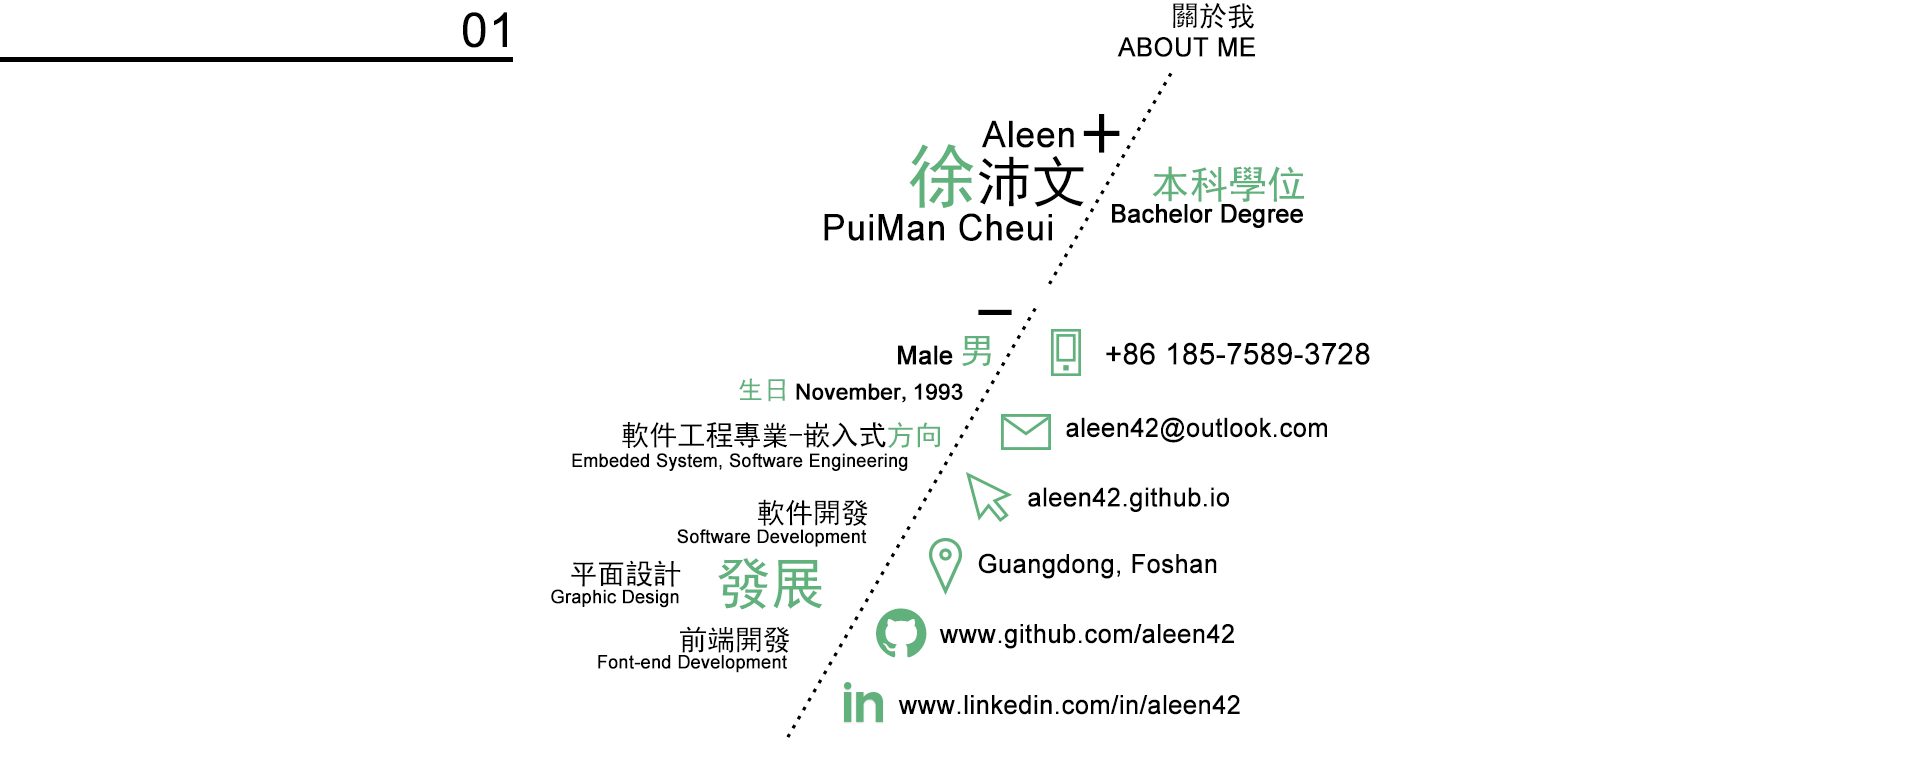 01
關於我
ABOUT ME
Aleen
徐沛文
PuiMan Cheui
本科學位
Bachelor Degree
Male 男
生日 November, 1993
軟件工程專業-嵌入式方向
Embeded System, Software Engineering
軟件開發
Software Development
平面設計
Graphic Design
發展
前端開發
Font-end Development
+86 185-7589-3728
aleen42@outlook.com
aleen42.github.io
Guangdong, Foshan
www.github.com/aleen42
in www.linkedin.com/in/aleen42